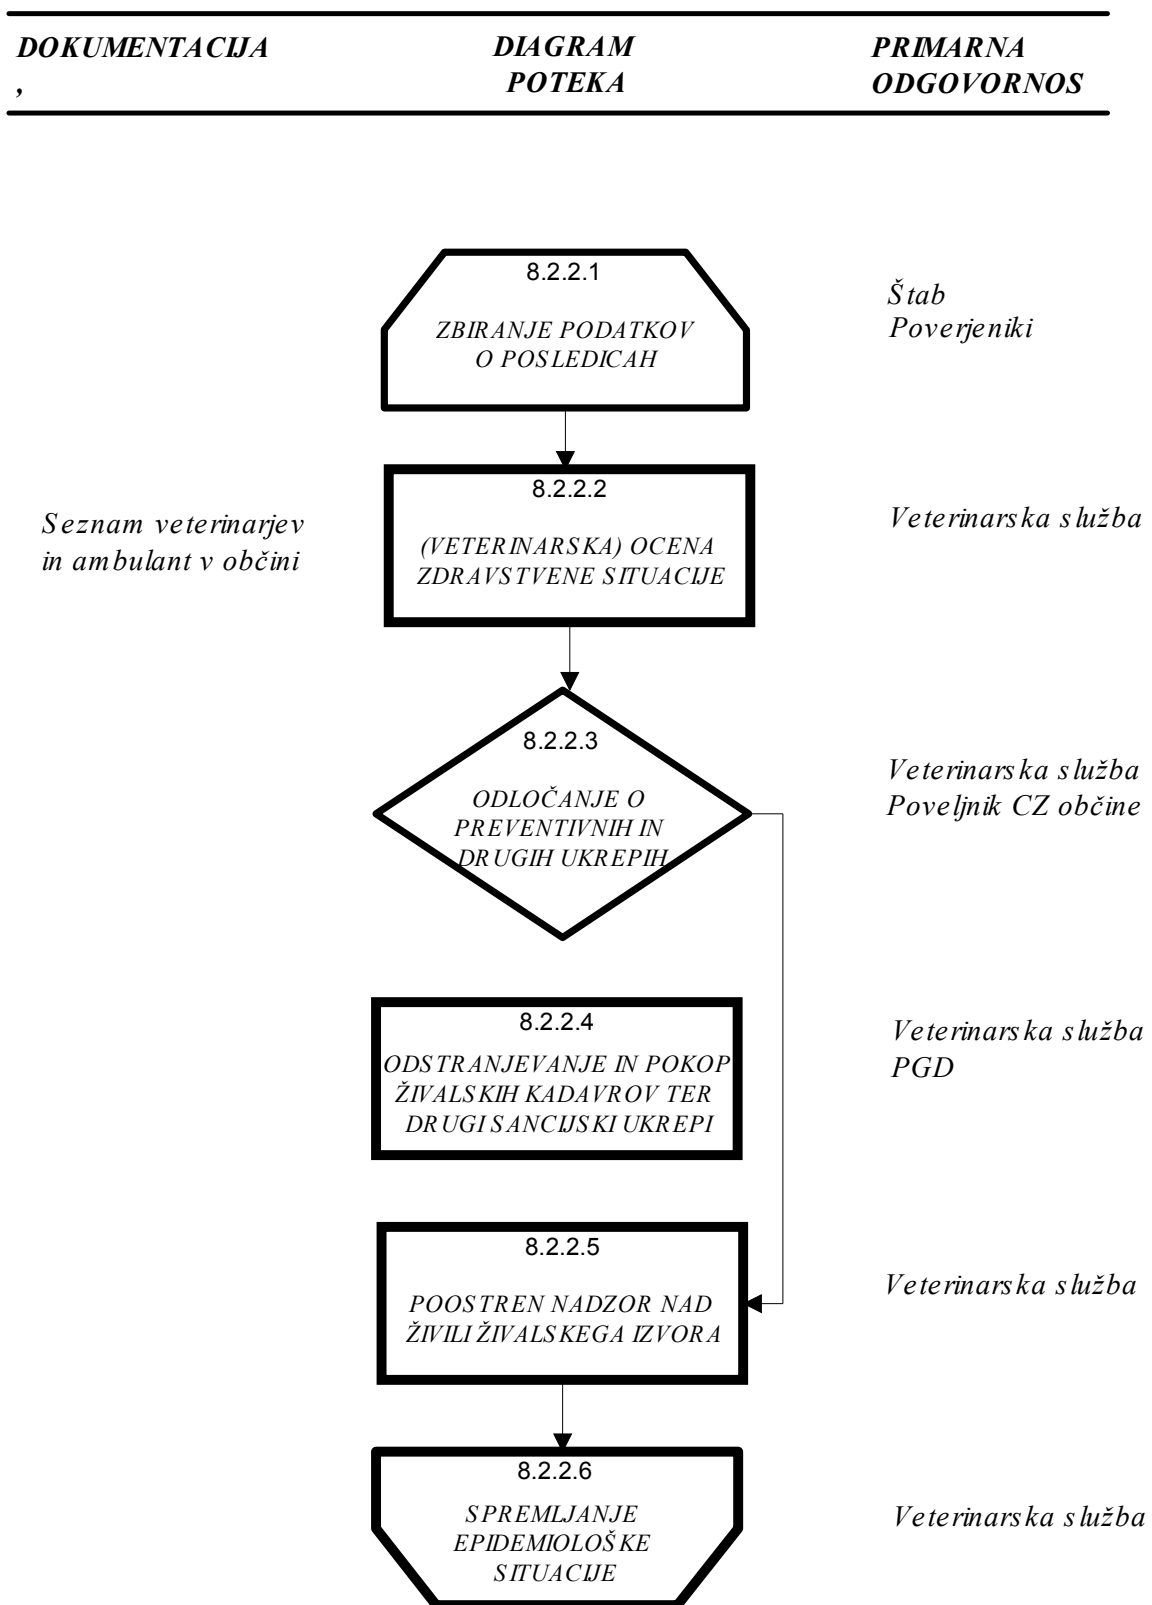 DOKUMENTACIJA
,
DIAGRAM
POTEKA
PRIMARNA
ODGOVORNOS
8.2.2.1
ZBIRANJE PODATKOV
O POSLEDICAH
Štab
Poverjeniki
Seznam veterinarjev
in ambulant v občini
8.2.2.2
(VETERINARSKA) OCENA
ZDRAVSTVENE SITUACIJE
Veterinarska služba
8.2.2.3
ODLOČANJE O
PREVENTIVNIH IN
DRUGIH UKREPIH
Veterinarska služba
Poveljnik CZ občine
8.2.2.4
ODSTRANJEVANJE IN POKOP
ŽIVALSKIH KADAVROV TER
DRUGI SANCIJSKI UKREPI
Veterinarska služba
PGD
8.2.2.5
POOSTREN NADZOR NAD
ŽIVILI ŽIVALSKEGA IZVORA
Veterinarska služba
8.2.2.6
SPREMLJANJE
EPIDEMIOLOŠKE
SITUACIJE
Veterinarska služba